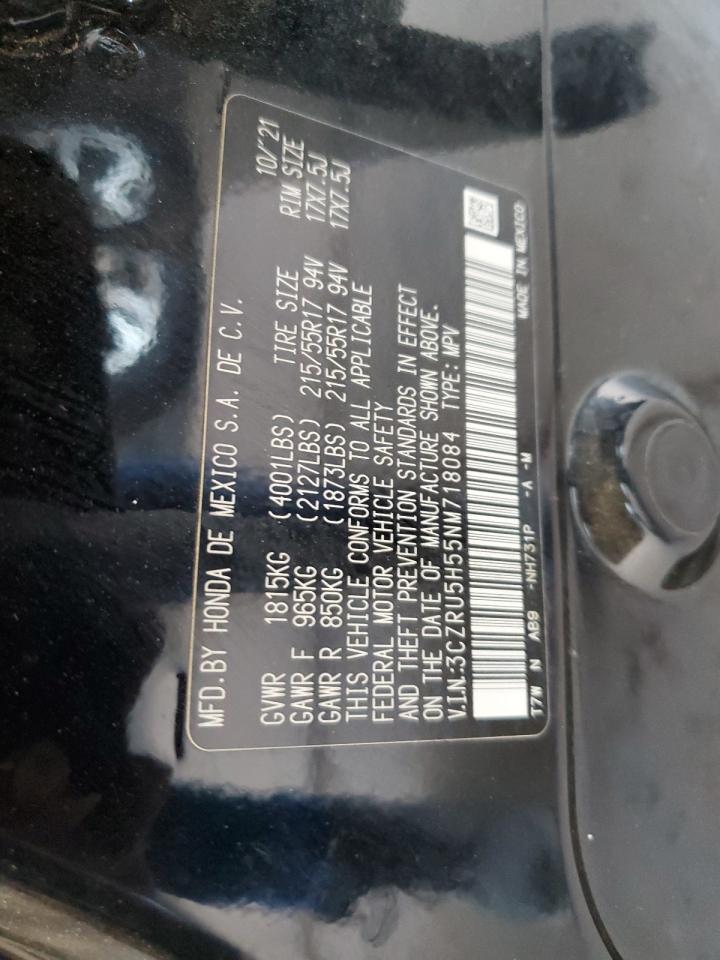 MFD. BY HONDA DE MEXICO S.A. DE C.V. 10/'21
GVWR 1815KG (4001LBS) TIRE SIZE RIM SIZE
GAWR F 965KG (2127LBS) 215/55R17 94V 17X7.5J
GAWR R 850KG (1873LBS) 215/55R17 94V 17X7.5J
THIS VEHICLE CONFORMS TO ALL APPLICABLE
FEDERAL MOTOR VEHICLE SAFETY
AND THEFT PREVENTION STANDARDS IN EFFECT
ON THE DATE OF MANUFACTURE SHOWN ABOVE.
V.I.N:3CZRU5H55NM718084 TYPE: MPV
T7W N AB9 -NH731P -A -M MADE IN MEXICO